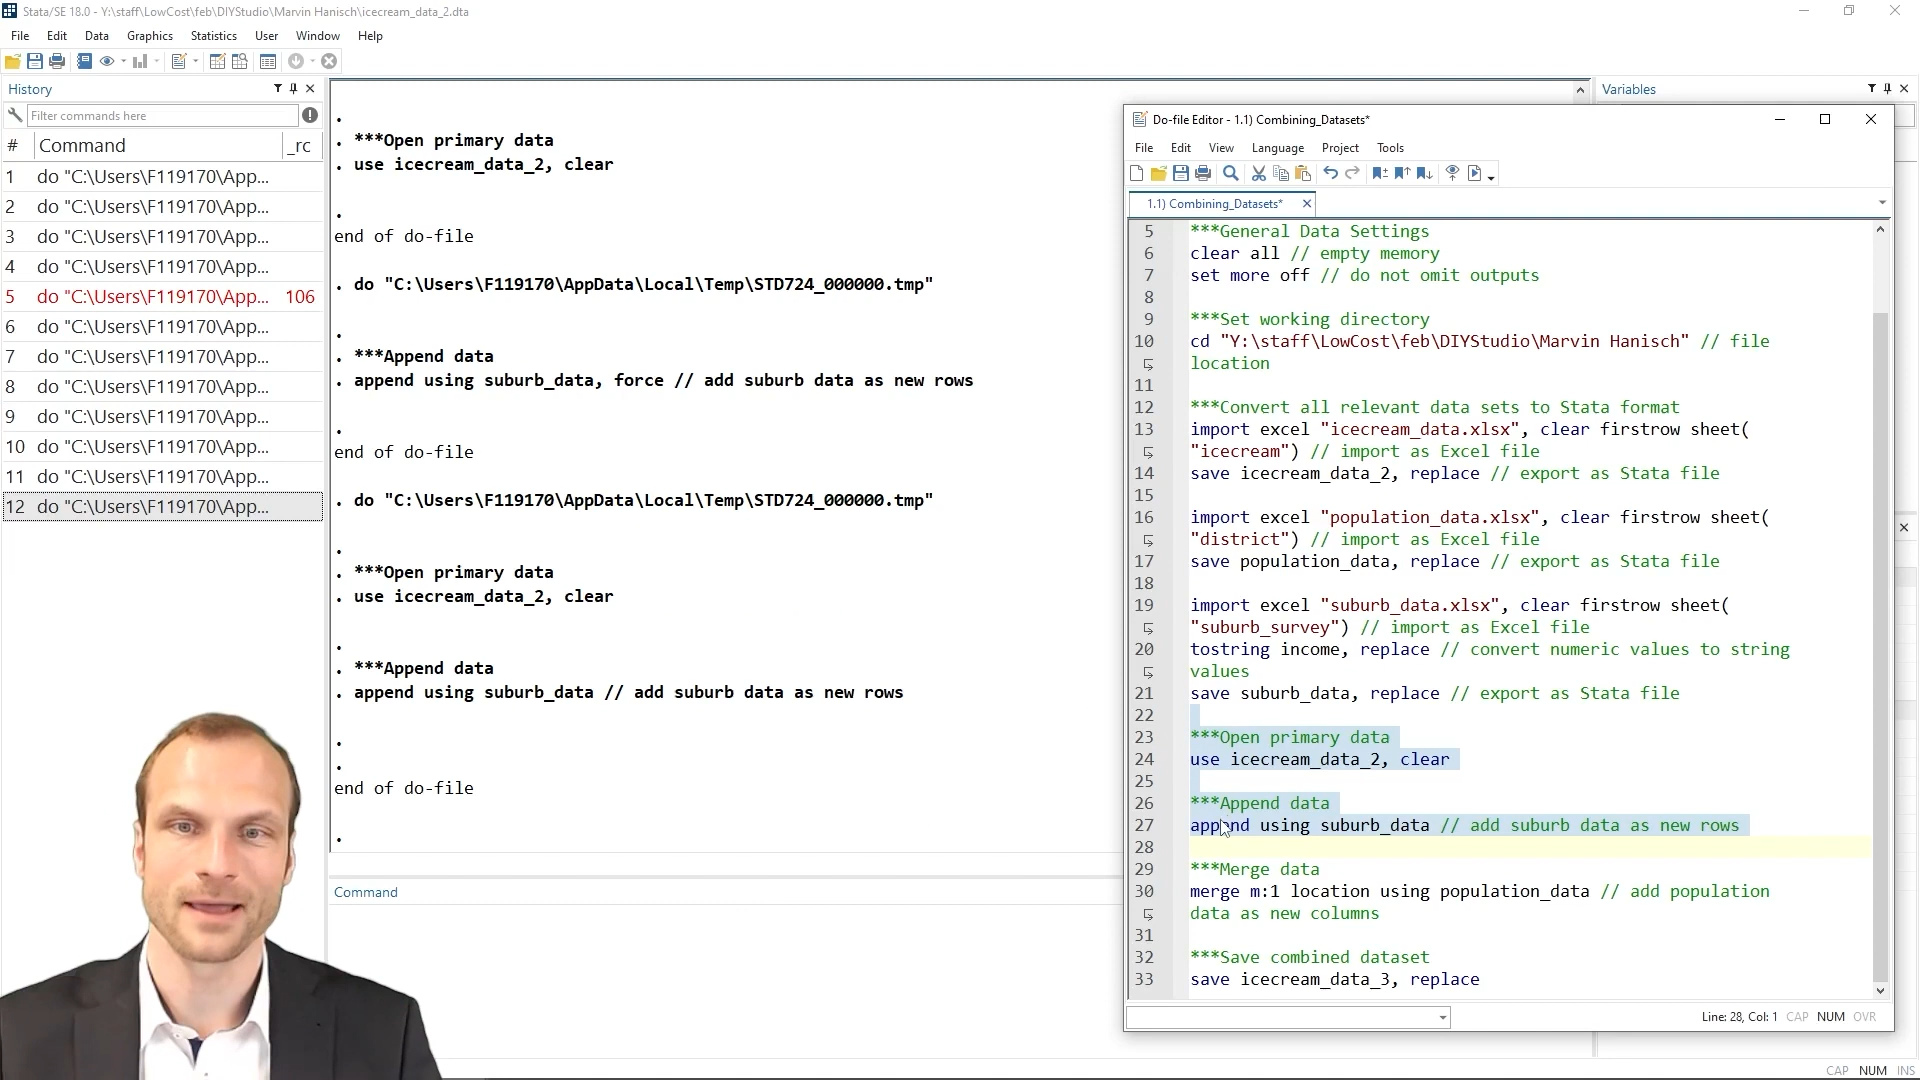 Stata/SE 18.0 - Y:\staff\LowCost\feb\DIYStudio\Marvin Hanisch\icecream_data_2.dta
File Edit Data Graphics Statistics User Window Help
History
Filter commands here
# Command _rc
1 do "C:\Users\F119170\App...
2 do "C:\Users\F119170\App...
3 do "C:\Users\F119170\App...
4 do "C:\Users\F119170\App...
5 do "C:\Users\F119170\App... 106
6 do "C:\Users\F119170\App...
7 do "C:\Users\F119170\App...
8 do "C:\Users\F119170\App...
9 do "C:\Users\F119170\App...
10 do "C:\Users\F119170\App...
11 do "C:\Users\F119170\App...
12 do "C:\Users\F119170\App...
.
. ***Open primary data
. use icecream_data_2, clear
.
end of do-file
. do "C:\Users\F119170\AppData\Local\Temp\STD724_000000.tmp"
.
. ***Append data
. append using suburb_data, force // add suburb data as new rows
.
end of do-file
. do "C:\Users\F119170\AppData\Local\Temp\STD724_000000.tmp"
.
. ***Open primary data
. use icecream_data_2, clear
.
. ***Append data
. append using suburb_data // add suburb data as new rows
.
.
end of do-file
.
Command
Variables
Do-file Editor - 1.1) Combining_Datasets*
File Edit View Language Project Tools
1.1) Combining_Datasets*
5 ***General Data Settings
6 clear all // empty memory
7 set more off // do not omit outputs
8
9 ***Set working directory
10 cd "Y:\staff\LowCost\feb\DIYStudio\Marvin Hanisch" // file
location
11
12 ***Convert all relevant data sets to Stata format
13 import excel "icecream_data.xlsx", clear firstrow sheet(
"icecream") // import as Excel file
14 save icecream_data_2, replace // export as Stata file
15
16 import excel "population_data.xlsx", clear firstrow sheet(
"district") // import as Excel file
17 save population_data, replace // export as Stata file
18
19 import excel "suburb_data.xlsx", clear firstrow sheet(
"suburb_survey") // import as Excel file
20 tostring income, replace // convert numeric values to string
values
21 save suburb_data, replace // export as Stata file
22
23 ***Open primary data
24 use icecream_data_2, clear
25
26 ***Append data
27 append using suburb_data // add suburb data as new rows
28
29 ***Merge data
30 merge m:1 location using population_data // add population
data as new columns
31
32 ***Save combined dataset
33 save icecream_data_3, replace
Line: 28, Col: 1 CAP NUM OVR
CAP NUM INS